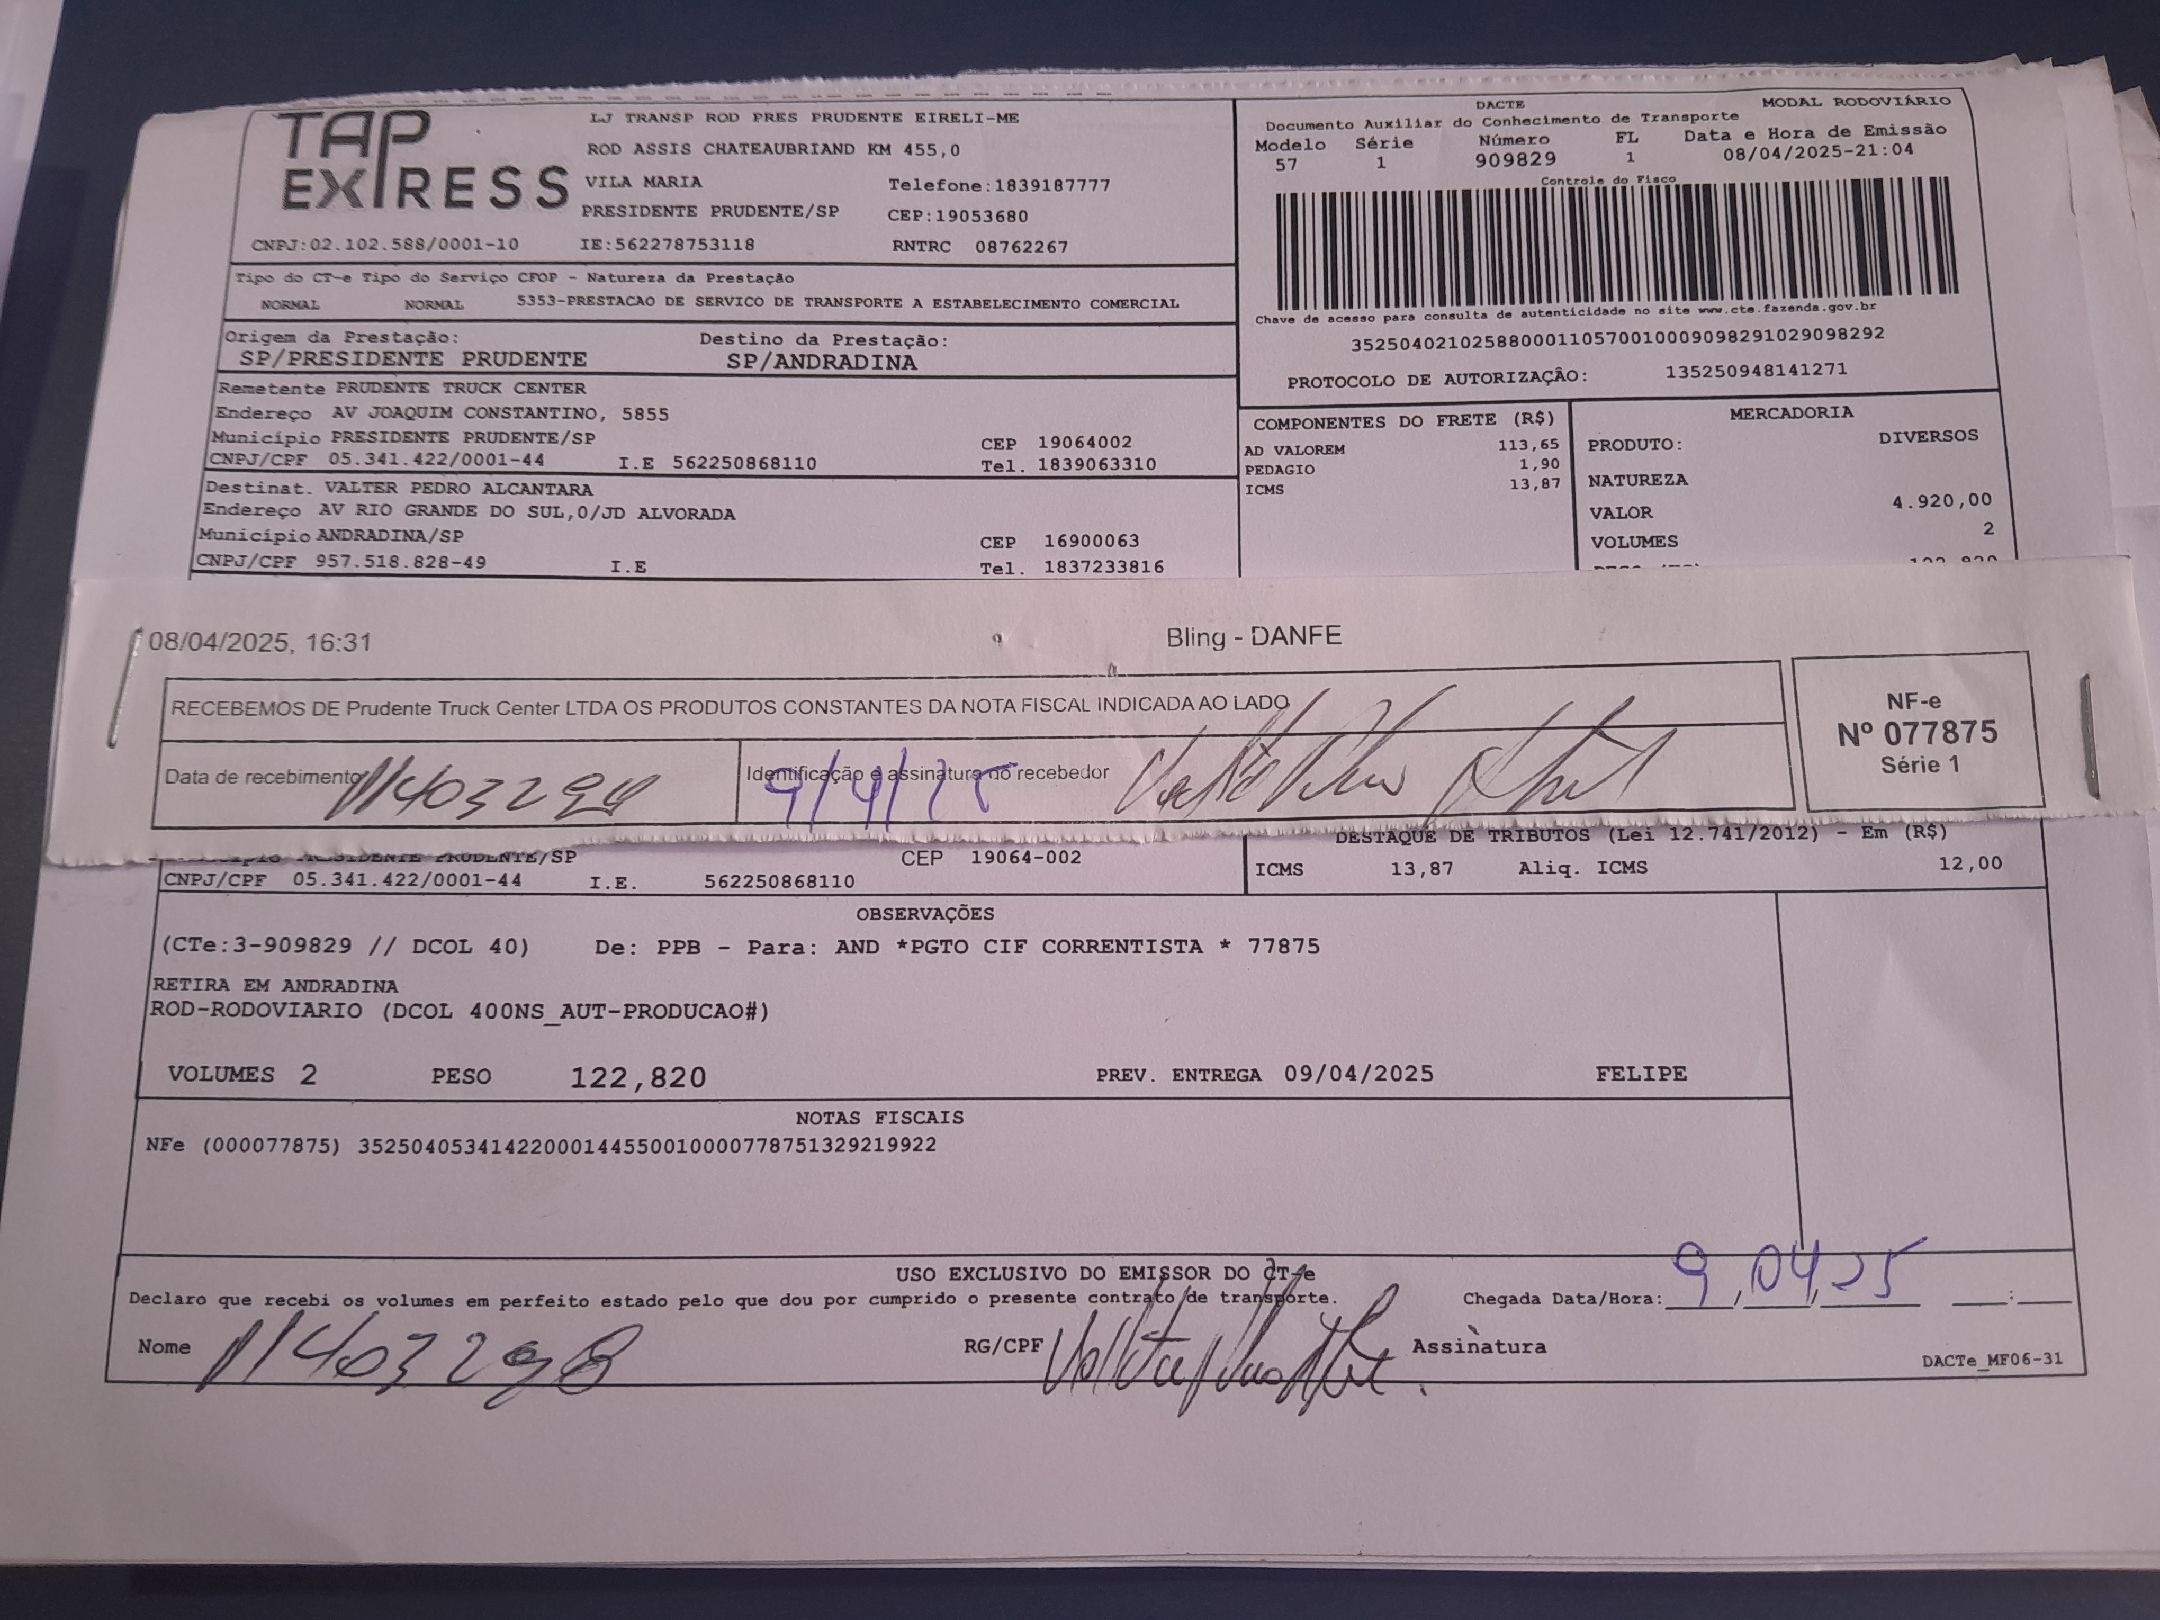 TAP EXPRESS
LJ TRANSP ROD PRES PRUDENTE EIRELI-ME
ROD ASSIS CHATEAUBRIAND KM 455,0
VILA MARIA Telefone:1839187777
PRESIDENTE PRUDENTE/SP CEP:19053680
CNPJ:02.102.588/0001-10 IE:562278753118 RNTRC 08762267
DACTE MODAL RODOVIÁRIO
Documento Auxiliar do Conhecimento de Transporte
Modelo Série Número FL Data e Hora de Emissão
57 1 909829 1 08/04/2025-21:04
Controle do Fisco
Chave de acesso para consulta de autenticidade no site www.cte.fazenda.gov.br
35250402102588000110570010009098291029098292
PROTOCOLO DE AUTORIZAÇÃO: 135250948141271
Tipo do CT-e Tipo do Serviço CFOP - Natureza da Prestação
NORMAL NORMAL 5353-PRESTACAO DE SERVICO DE TRANSPORTE A ESTABELECIMENTO COMERCIAL
Origem da Prestação: Destino da Prestação:
SP/PRESIDENTE PRUDENTE SP/ANDRADINA
Remetente PRUDENTE TRUCK CENTER
Endereço AV JOAQUIM CONSTANTINO, 5855
Município PRESIDENTE PRUDENTE/SP CEP 19064002
CNPJ/CPF 05.341.422/0001-44 I.E 562250868110 Tel. 1839063310
Destinat. VALTER PEDRO ALCANTARA
Endereço AV RIO GRANDE DO SUL,0/JD ALVORADA
Município ANDRADINA/SP CEP 16900063
CNPJ/CPF 957.518.828-49 I.E Tel. 1837233816
COMPONENTES DO FRETE (R$)
AD VALOREM 113,65
PEDAGIO 1,90
ICMS 13,87
MERCADORIA
PRODUTO: DIVERSOS
NATUREZA
VALOR 4.920,00
VOLUMES 2
08/04/2025, 16:31 Bling - DANFE
RECEBEMOS DE Prudente Truck Center LTDA OS PRODUTOS CONSTANTES DA NOTA FISCAL INDICADA AO LADO
Data de recebimento Identificação e assinatura do recebedor
9/4/25
NF-e
Nº 077875
Série 1
Município PRESIDENTE PRUDENTE/SP CEP 19064-002
CNPJ/CPF 05.341.422/0001-44 I.E. 562250868110
DESTAQUE DE TRIBUTOS (Lei 12.741/2012) - Em (R$)
ICMS 13,87 Aliq. ICMS 12,00
OBSERVAÇÕES
(CTe:3-909829 // DCOL 40) De: PPB - Para: AND *PGTO CIF CORRENTISTA * 77875
RETIRA EM ANDRADINA
ROD-RODOVIARIO (DCOL 400NS_AUT-PRODUCAO#)
VOLUMES 2 PESO 122,820 PREV. ENTREGA 09/04/2025 FELIPE
NOTAS FISCAIS
NFe (000077875) 35250405341422000144550010000778751329219922
USO EXCLUSIVO DO EMISSOR DO CT-e
Declaro que recebi os volumes em perfeito estado pelo que dou por cumprido o presente contrato de transporte. Chegada Data/Hora: 9,04,25 :
Nome 11403298 RG/CPF Assinatura
DACTe_MF06-31